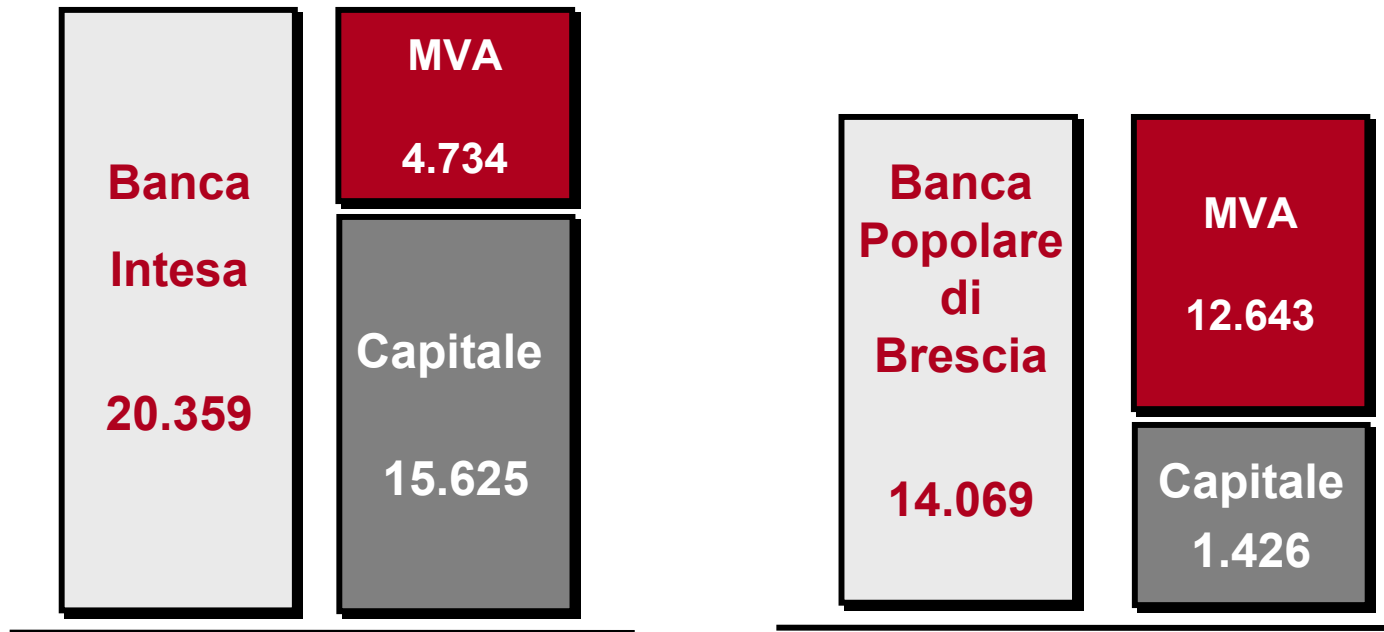 Banca
Intesa
20.359
MVA
4.734
Capitale
15.625
Banca
Popolare
di
Brescia
14.069
MVA
12.643
Capitale
1.426